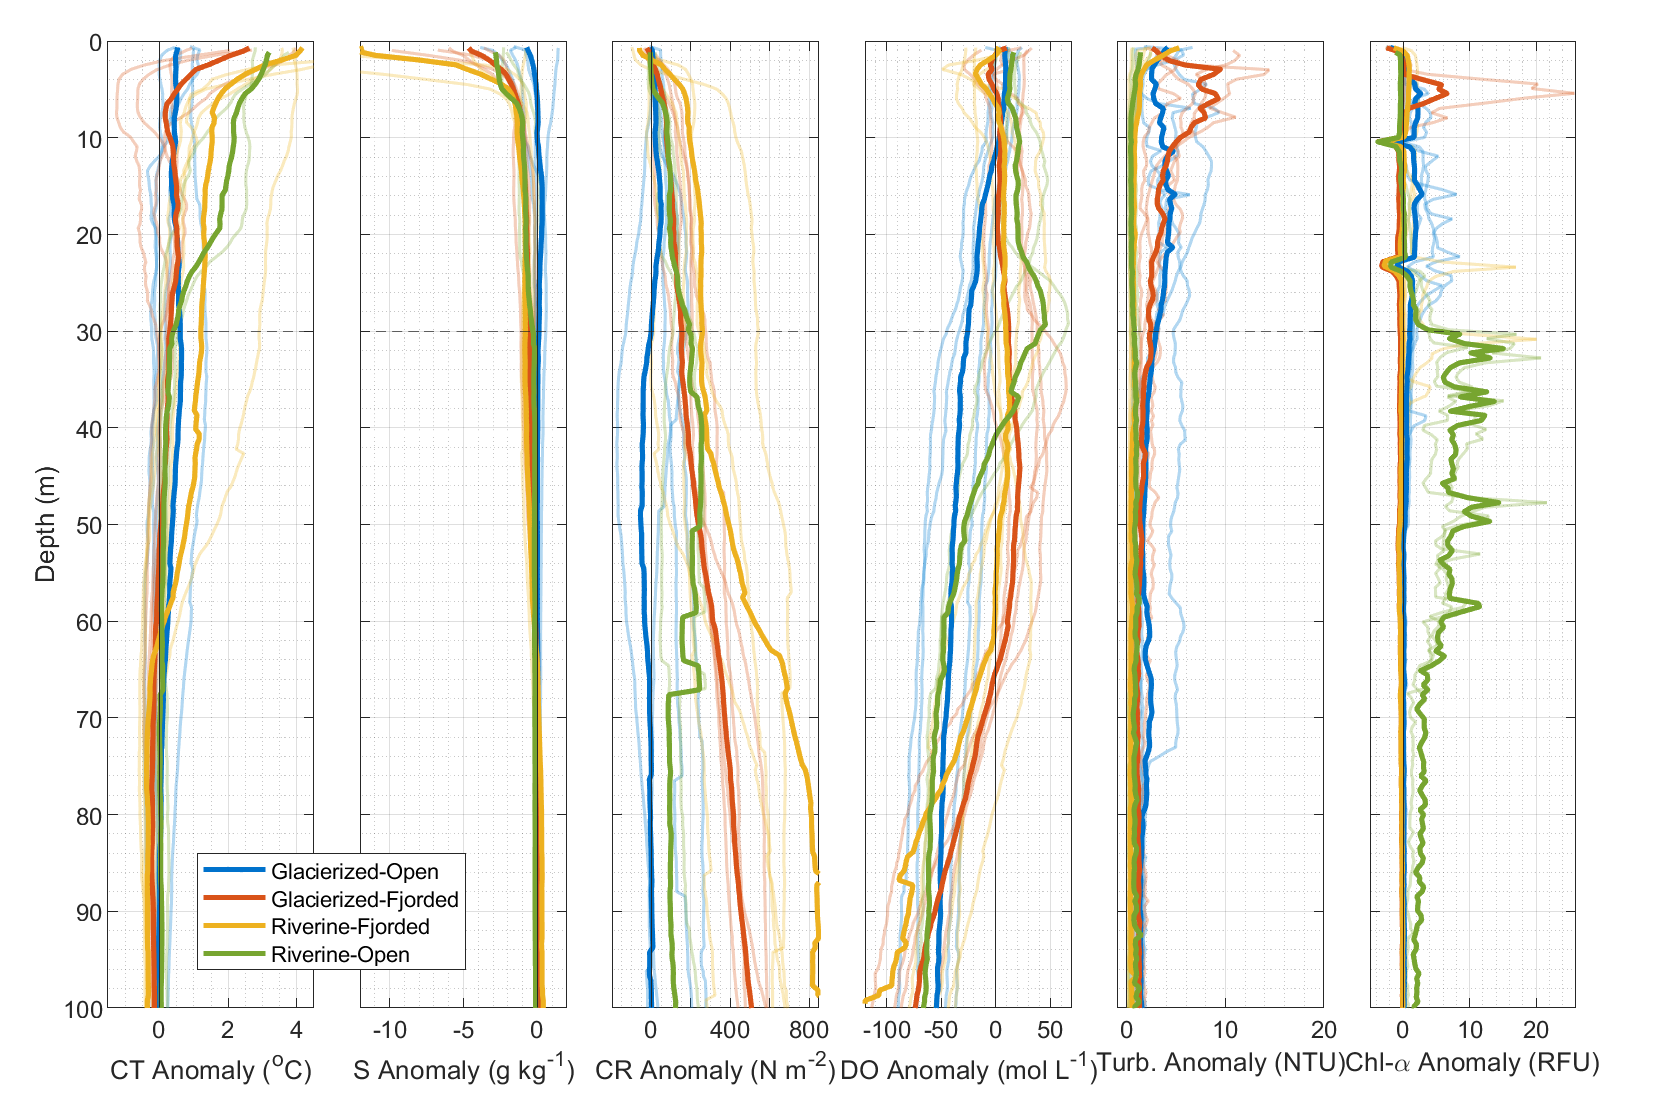 0
10
20
30
40
50
60
70
80
90
100
Depth (m)
Glacierized-Open
Glacierized-Fjorded
Riverine-Fjorded
Riverine-Open
0 2 4
-10 -5 0
0 400 800
-100 -50 0 50
0 10 20
0 10 20
CT Anomaly (°C)
S Anomaly (g kg⁻¹)
CR Anomaly (N m⁻²)
DO Anomaly (mol L⁻¹)
Turb. Anomaly (NTU)
Chl-α Anomaly (RFU)